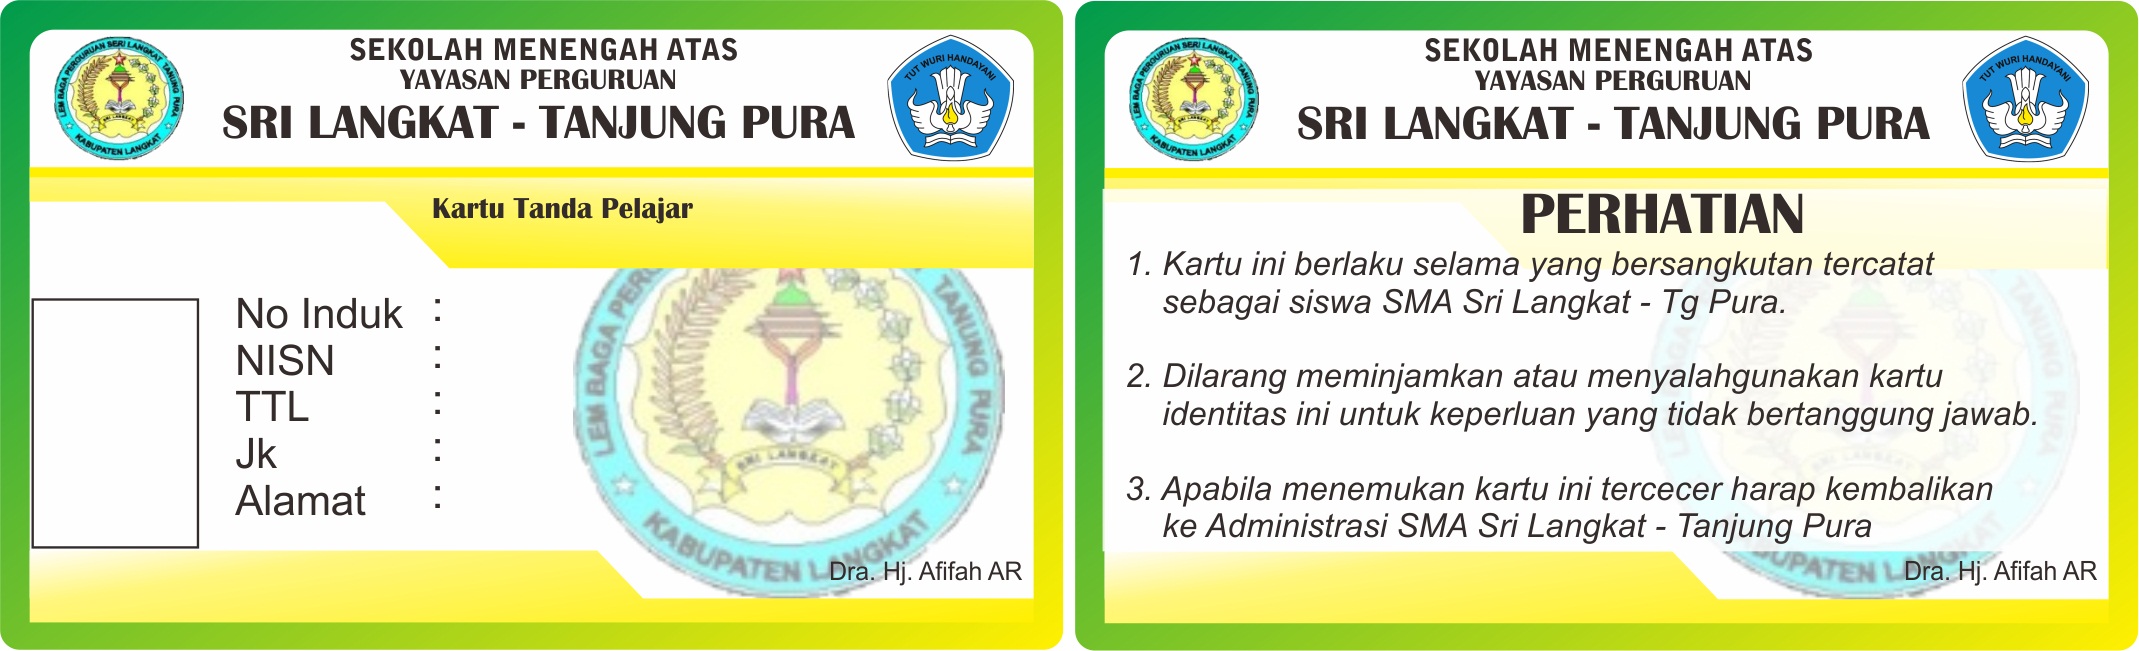 LEM BAGA PERGURUAN SERI LANGKAT TANJUNG PURA
SRI LANGKAT
KABUPATEN LANGKAT
SEKOLAH MENENGAH ATAS
YAYASAN PERGURUAN
SRI LANGKAT - TANJUNG PURA
TUT WURI HANDAYANI
Kartu Tanda Pelajar
No Induk :
NISN :
TTL :
Jk :
Alamat :
LEM BAGA
TANJUNG PURA
SRI LANGKAT
KABUPATEN LANGKAT
Dra. Hj. Afifah AR
LEM BAGA PERGURUAN SERI LANGKAT TANJUNG PURA
SRI LANGKAT
KABUPATEN LANGKAT
SEKOLAH MENENGAH ATAS
YAYASAN PERGURUAN
SRI LANGKAT - TANJUNG PURA
TUT WURI HANDAYANI
PERHATIAN
1. Kartu ini berlaku selama yang bersangkutan tercatat
sebagai siswa SMA Sri Langkat - Tg Pura.
2. Dilarang meminjamkan atau menyalahgunakan kartu
identitas ini untuk keperluan yang tidak bertanggung jawab.
3. Apabila menemukan kartu ini tercecer harap kembalikan
ke Administrasi SMA Sri Langkat - Tanjung Pura
Dra. Hj. Afifah AR